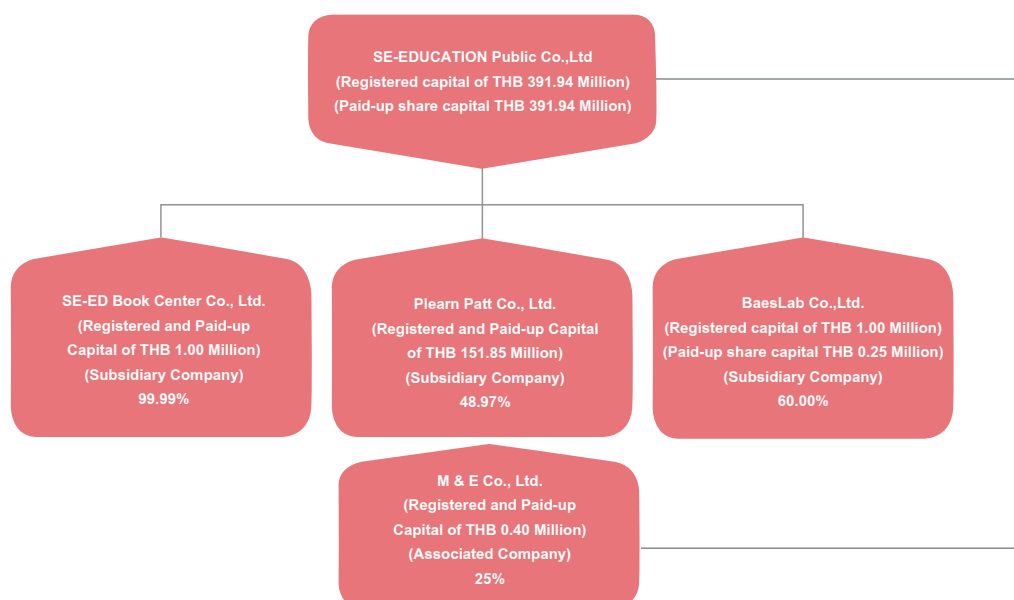 SE-EDUCATION Public Co.,Ltd
(Registered capital of THB 391.94 Million)
(Paid-up share capital THB 391.94 Million)
SE-ED Book Center Co., Ltd.
(Registered and Paid-up
Capital of THB 1.00 Million)
(Subsidiary Company)
99.99%
Plearn Patt Co., Ltd.
(Registered and Paid-up Capital
of THB 151.85 Million)
(Subsidiary Company)
48.97%
BaesLab Co.,Ltd.
(Registered capital of THB 1.00 Million)
(Paid-up share capital THB 0.25 Million)
(Subsidiary Company)
60.00%
M & E Co., Ltd.
(Registered and Paid-up
Capital of THB 0.40 Million)
(Associated Company)
25%